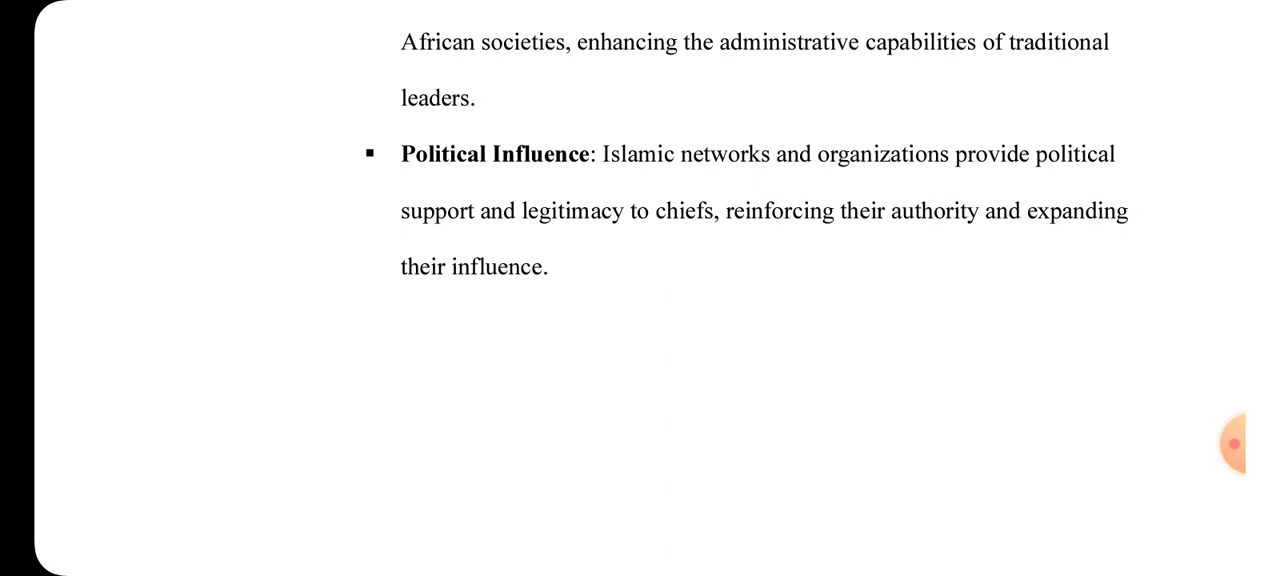 African societies, enhancing the administrative capabilities of traditional
leaders.
▪ Political Influence: Islamic networks and organizations provide political
support and legitimacy to chiefs, reinforcing their authority and expanding
their influence.